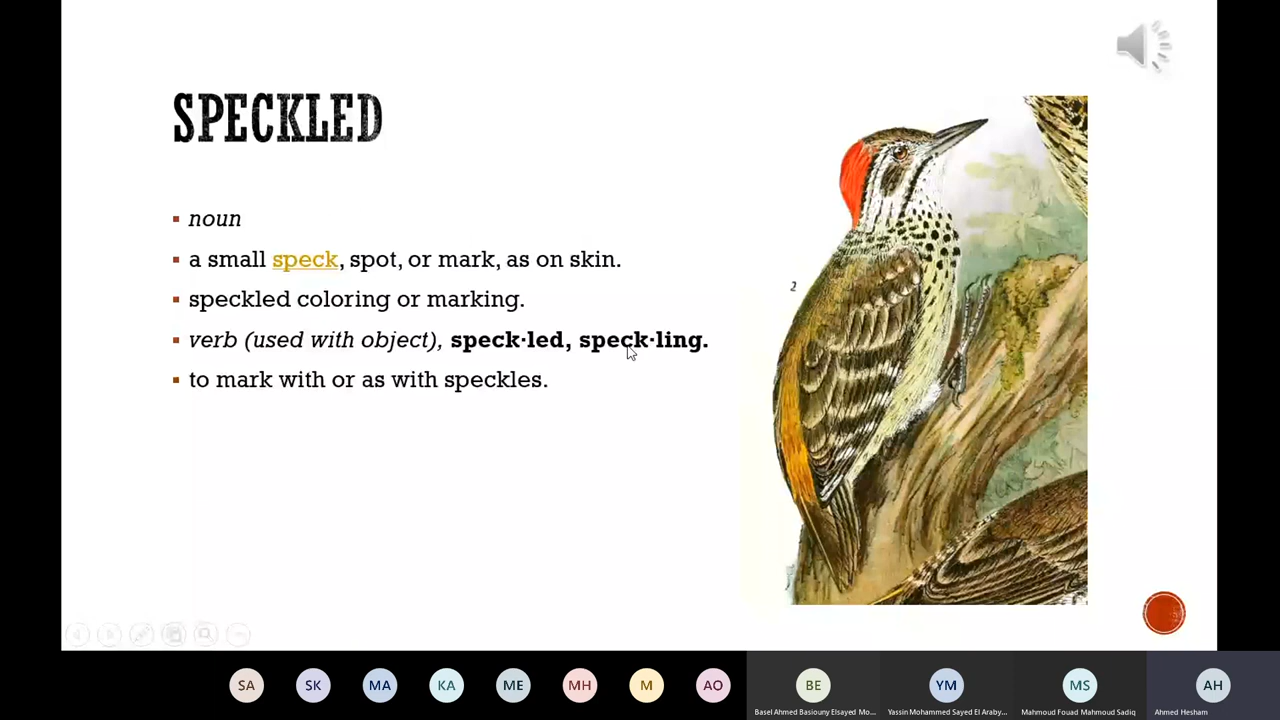 SPECKLED
noun
a small speck, spot, or mark, as on skin.
speckled coloring or marking.
verb (used with object), speck·led, speck·ling.
to mark with or as with speckles.
2
SA SK MA KA ME MH M AO BE YM MS AH
Basel Ahmed Basiouny Elsayed Mo... Yassin Mohammed Sayed El Araby... Mahmoud Fouad Mahmoud Sadiq Ahmed Hesham